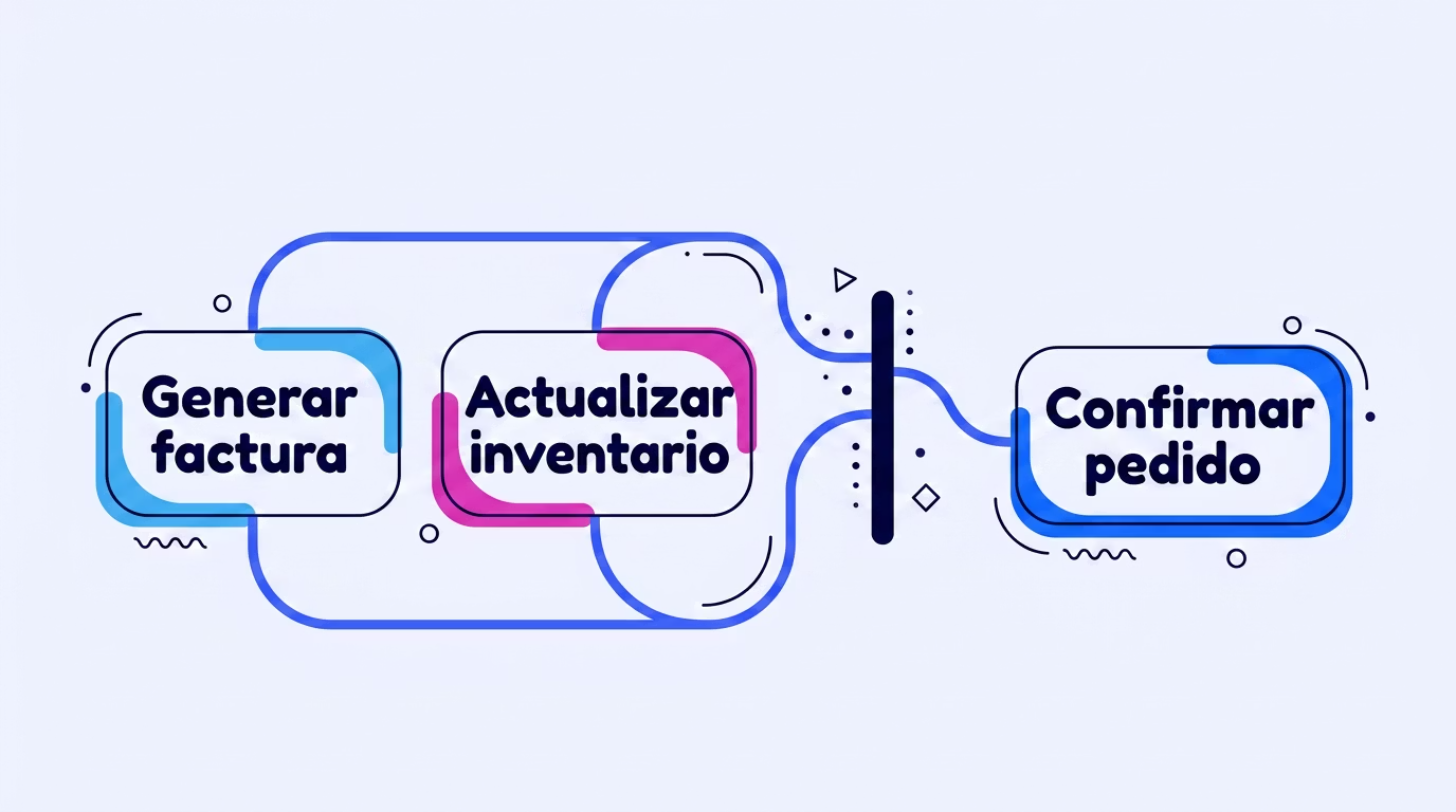 Generar
factura
Actualizar
inventario
Confirmar
pedido